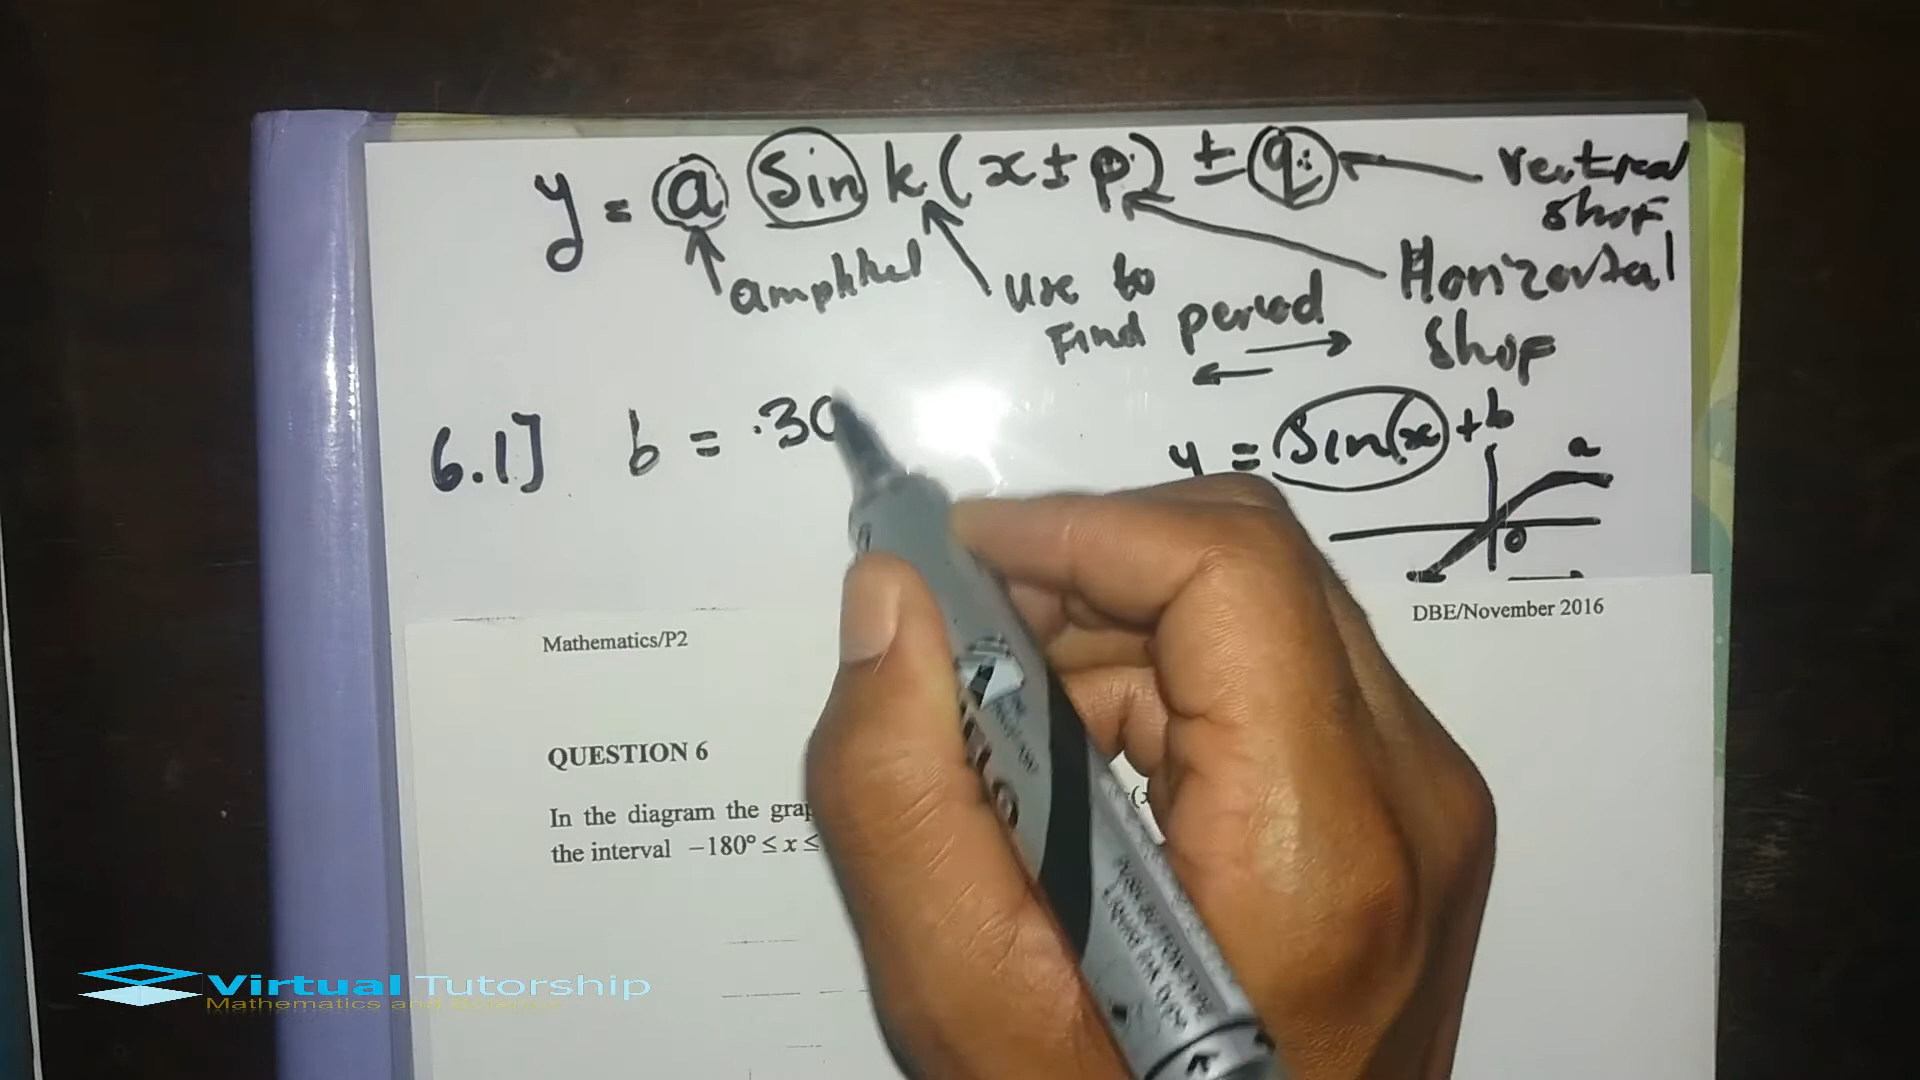 y = a Sin k (x ± p) ± q
vertical
shif
amplitud
use to
Find period
Horizontal
shif
6.1] b = 30
y = Sin(x) + b
a
0
Mathematics/P2
DBE/November 2016
QUESTION 6
In the diagram the grap
the interval −180° ≤ x ≤
Virtual Tutorship
Mathematics and Science